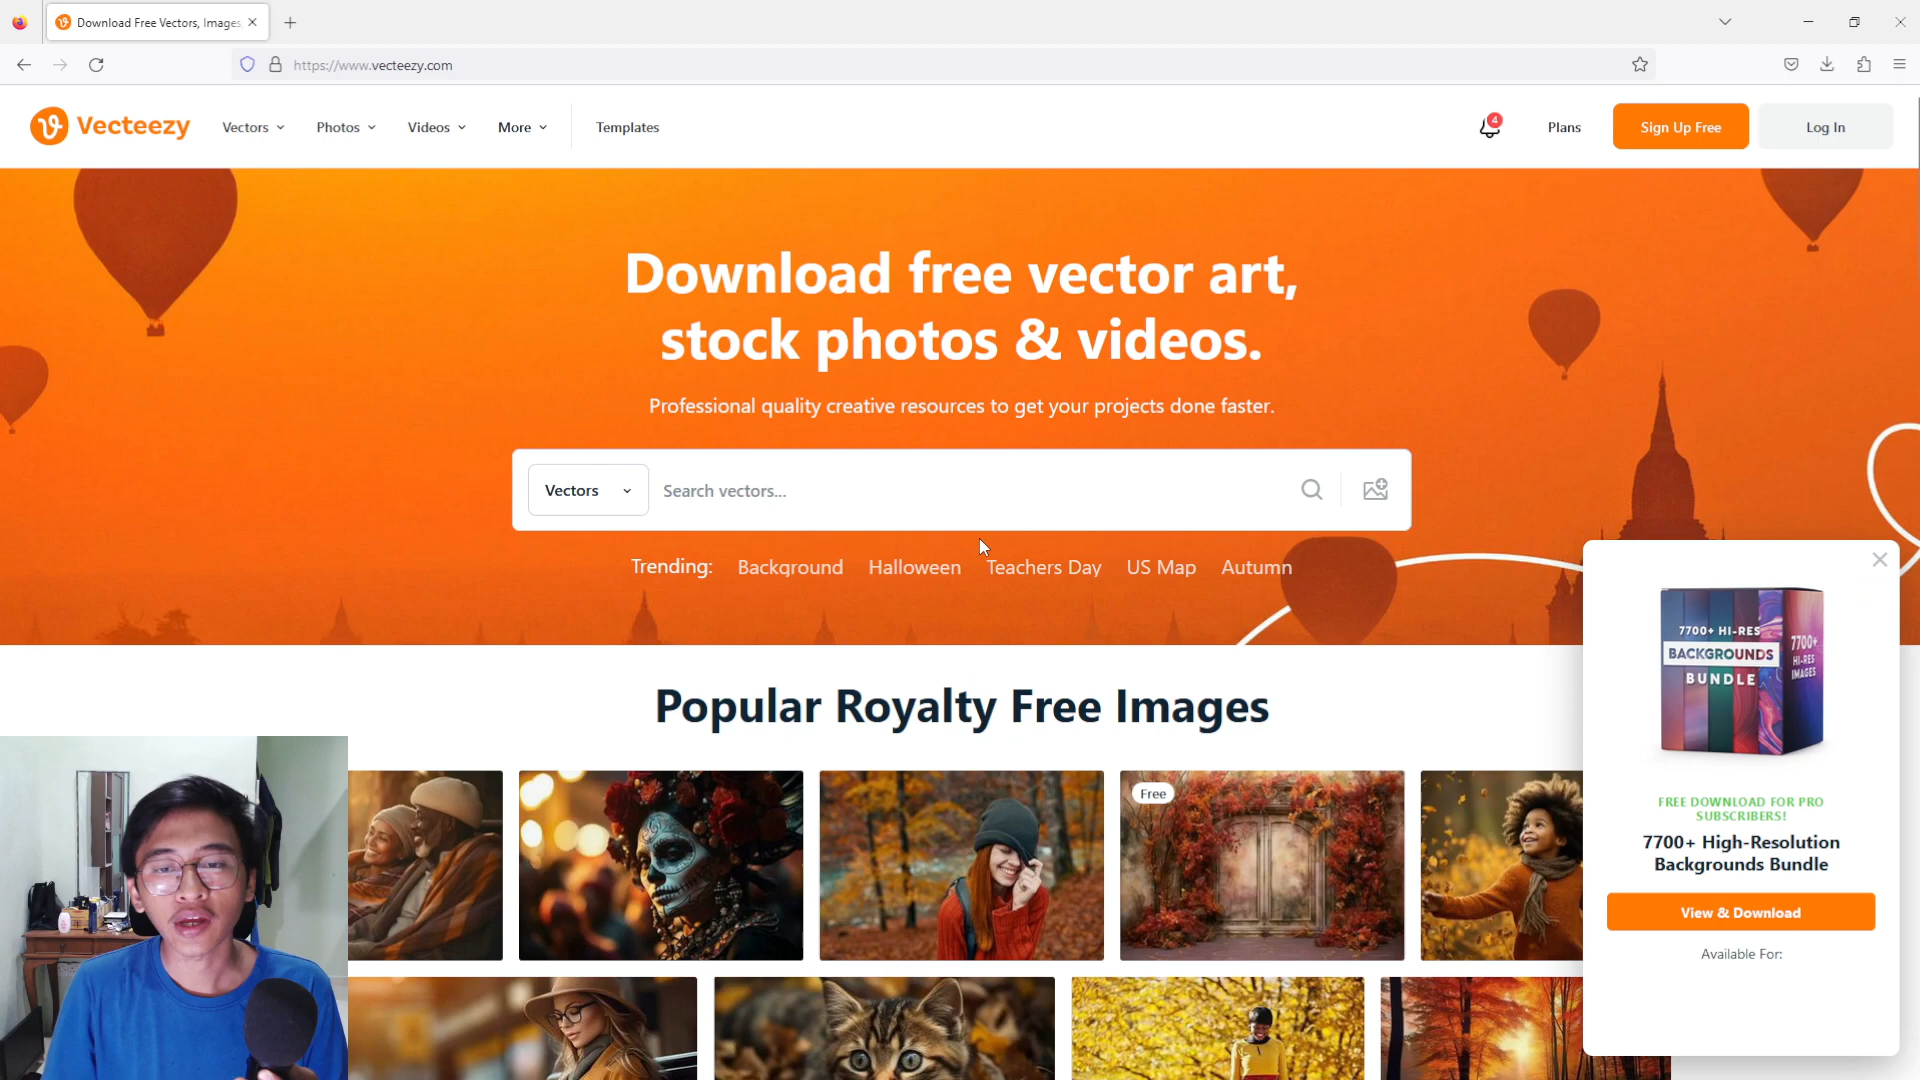 Download Free Vectors, Images,
https://www.vecteezy.com
Vecteezy
Vectors
Photos
Videos
More
Templates
4
Plans
Sign Up Free
Log In
Download free vector art,
stock photos & videos.
Professional quality creative resources to get your projects done faster.
Vectors
Search vectors...
Trending:
Background
Halloween
Teachers Day
US Map
Autumn
Popular Royalty Free Images
Free
7700+ HI-RES
BACKGROUNDS
BUNDLE
7700+
HI-RES
IMAGES
FREE DOWNLOAD FOR PRO
SUBSCRIBERS!
7700+ High-Resolution
Backgrounds Bundle
View & Download
Available For: